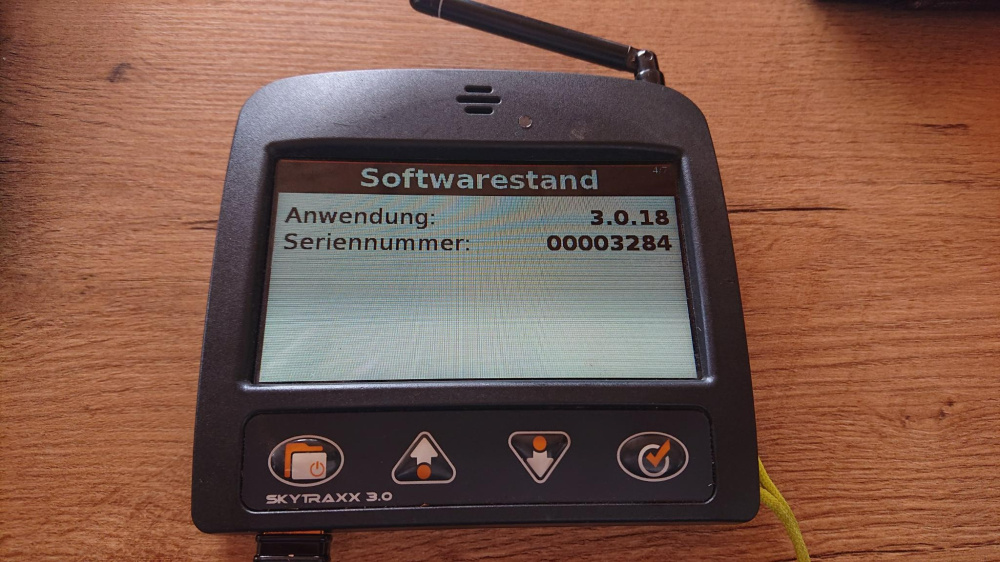 Softwarestand
Anwendung: 3.0.18
Seriennummer: 00003284
SKYTRAXX 3.0